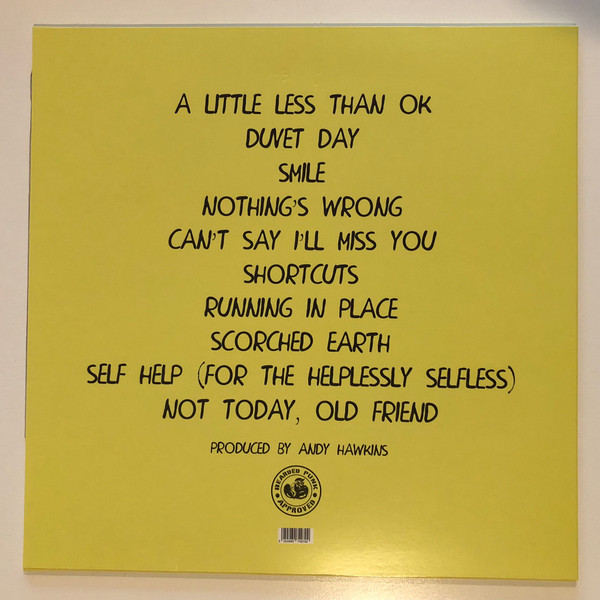 A LITTLE LESS THAN OK
DUVET DAY
SMILE
NOTHING'S WRONG
CAN'T SAY I'LL MISS YOU
SHORTCUTS
RUNNING IN PLACE
SCORCHED EARTH
SELF HELP (FOR THE HELPLESSLY SELFLESS)
NOT TODAY, OLD FRIEND
PRODUCED BY ANDY HAWKINS
BEARDED PUNK
APPROVED